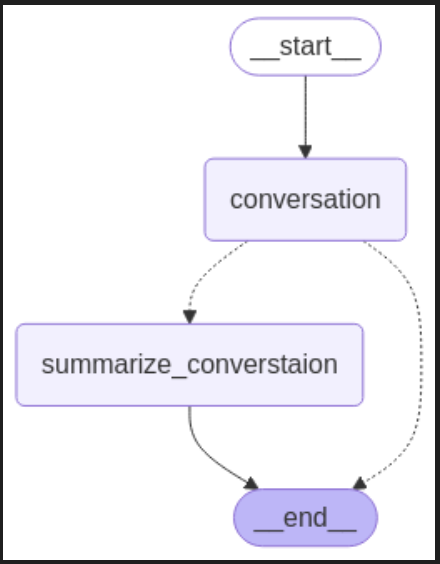 __start__
conversation
summarize_converstaion
__end__